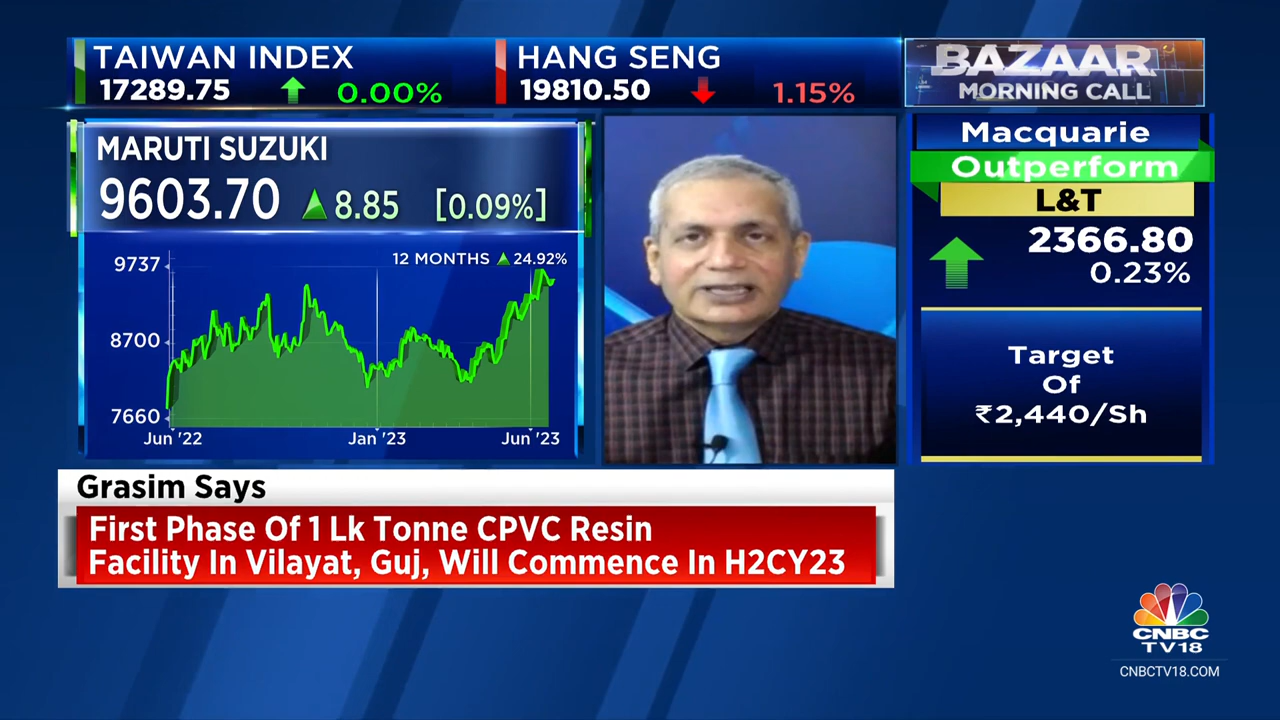 TAIWAN INDEX
17289.75 0.00%
HANG SENG
19810.50 1.15%
BAZAAR
MORNING CALL
MARUTI SUZUKI
9603.70 8.85 [0.09%]
12 MONTHS 24.92%
9737
8700
7660
Jun '22 Jan '23 Jun '23
Macquarie
Outperform
L&T
2366.80
0.23%
Target
Of
₹2,440/Sh
Grasim Says
First Phase Of 1 Lk Tonne CPVC Resin
Facility In Vilayat, Guj, Will Commence In H2CY23
CNBC
TV18
CNBCTV18.COM